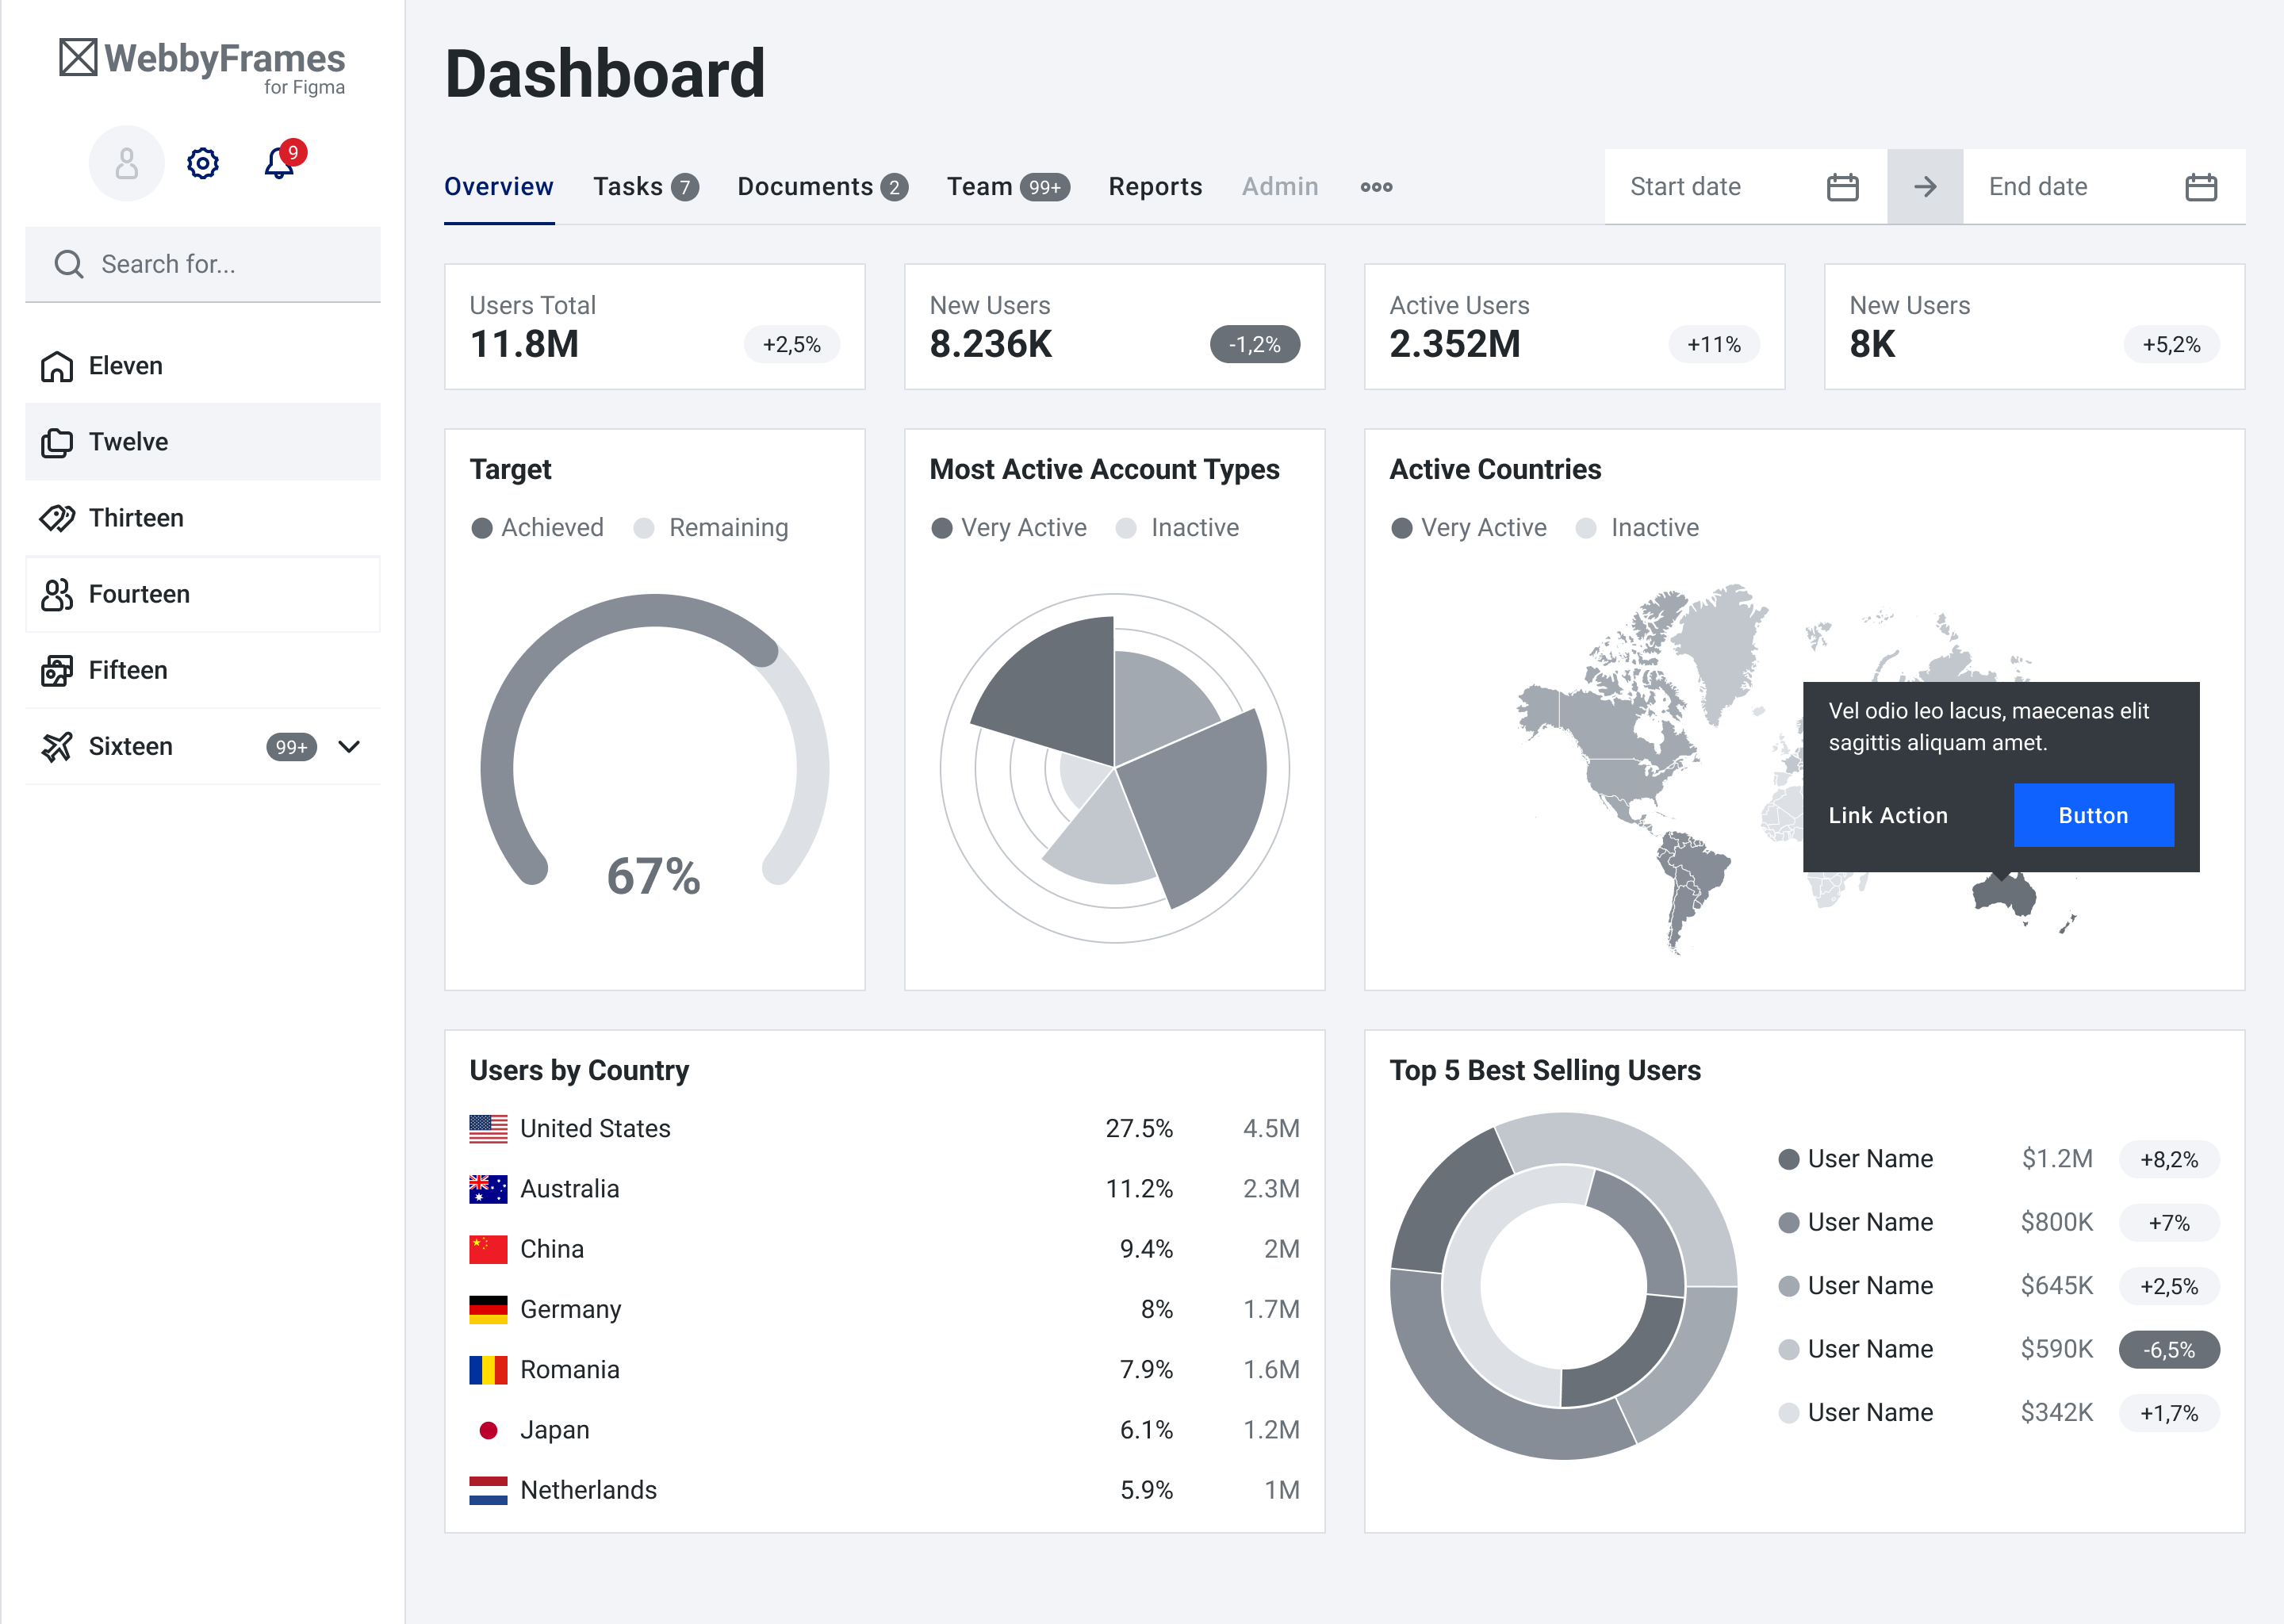 WebbyFrames
for Figma
9
Search for...
Eleven
Twelve
Thirteen
Fourteen
Fifteen
Sixteen 99+
Dashboard
Overview Tasks 7 Documents 2 Team 99+ Reports Admin
Start date End date
Users Total
11.8M +2,5%
New Users
8.236K -1,2%
Active Users
2.352M +11%
New Users
8K +5,2%
Target
Achieved Remaining
67%
Most Active Account Types
Very Active Inactive
Active Countries
Very Active Inactive
Vel odio leo lacus, maecenas elit
sagittis aliquam amet.
Link Action Button
Users by Country
United States 27.5% 4.5M
Australia 11.2% 2.3M
China 9.4% 2M
Germany 8% 1.7M
Romania 7.9% 1.6M
Japan 6.1% 1.2M
Netherlands 5.9% 1M
Top 5 Best Selling Users
User Name $1.2M +8,2%
User Name $800K +7%
User Name $645K +2,5%
User Name $590K -6,5%
User Name $342K +1,7%